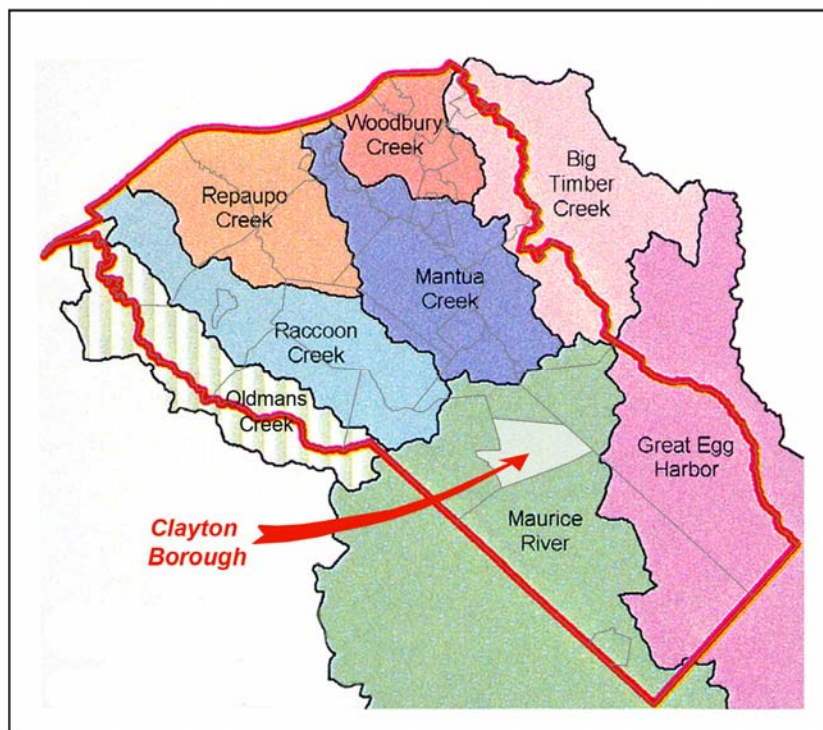 Woodbury
Creek
Big
Timber
Creek
Repaupo
Creek
Mantua
Creek
Raccoon
Creek
Oldmans
Creek
Great Egg
Harbor
Clayton
Borough
Maurice
River